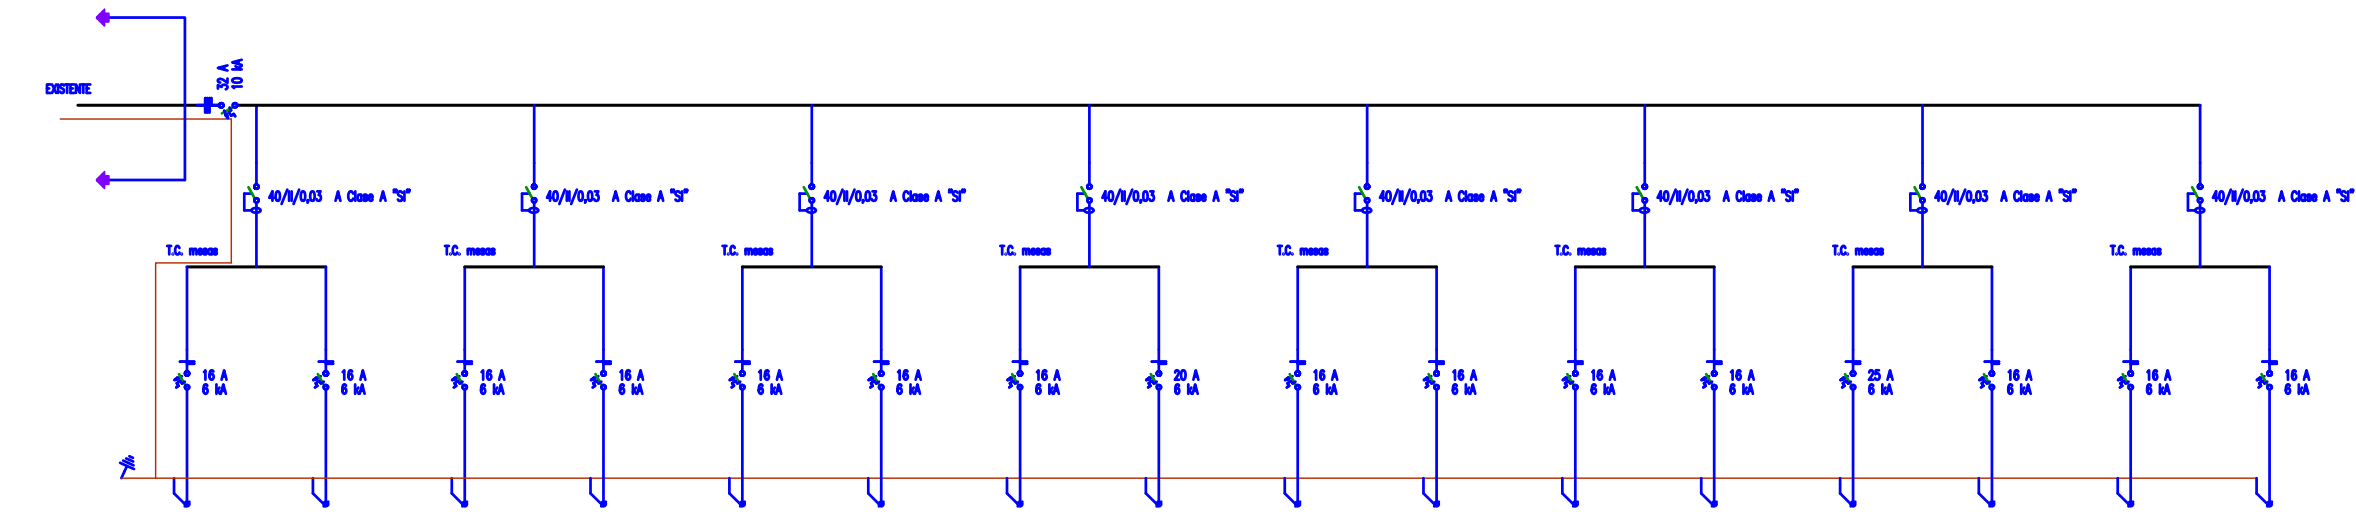 32 A
10 kA
EXISTENTE
40/II/0,03 A Clase A "Si"
40/II/0,03 A Clase A "Si"
40/II/0,03 A Clase A "Si"
40/II/0,03 A Clase A "Si"
40/II/0,03 A Clase A "Si"
40/II/0,03 A Clase A "Si"
40/II/0,03 A Clase A "Si"
40/II/0,03 A Clase A "Si"
T.C. mesas
T.C. mesas
T.C. mesas
T.C. mesas
T.C. mesas
T.C. mesas
T.C. mesas
T.C. mesas
16 A
6 kA
16 A
6 kA
16 A
6 kA
16 A
6 kA
16 A
6 kA
16 A
6 kA
16 A
6 kA
20 A
6 kA
16 A
6 kA
16 A
6 kA
16 A
6 kA
16 A
6 kA
25 A
6 kA
16 A
6 kA
16 A
6 kA
16 A
6 kA